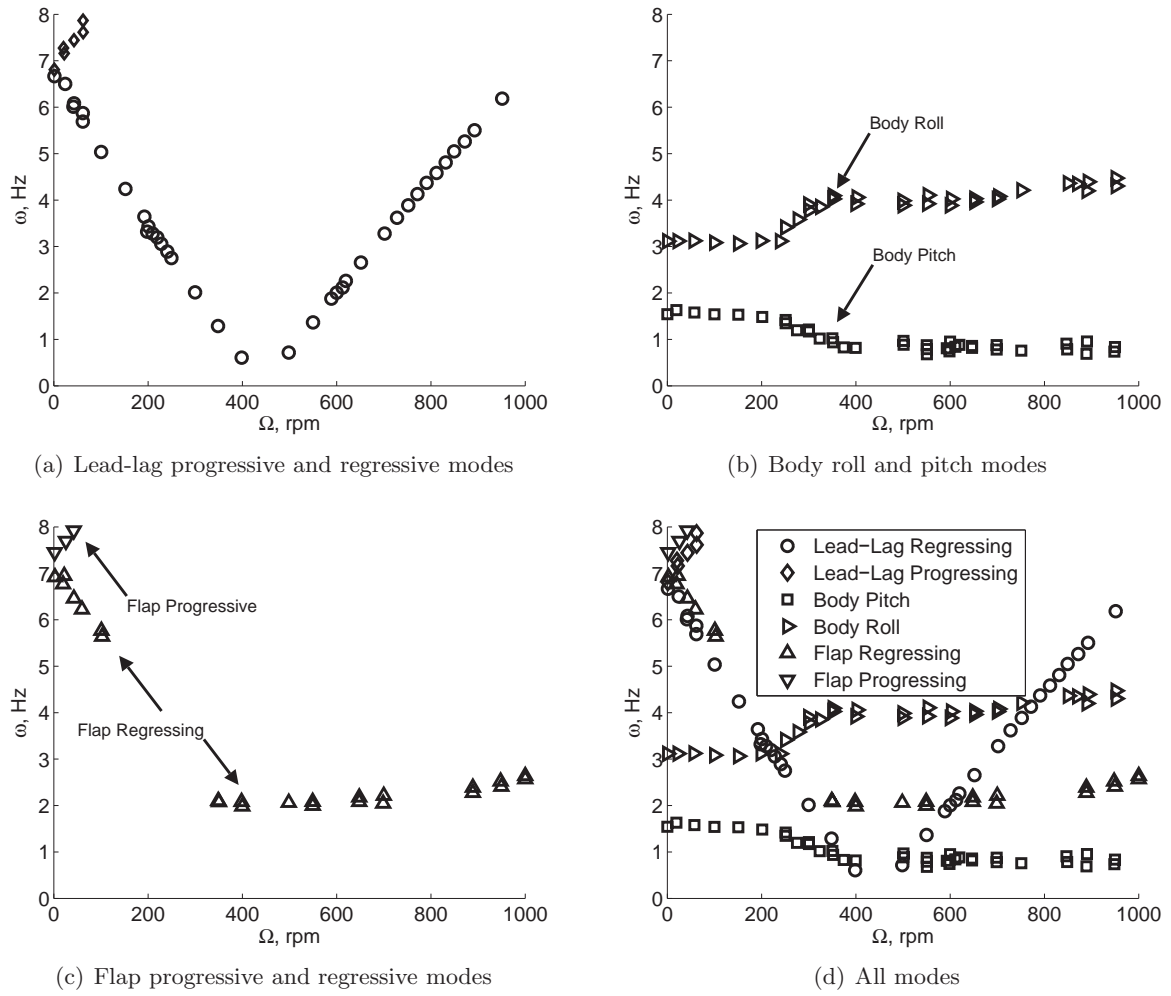 8
7
6
5
4
3
2
1
0
ω, Hz
0 200 400 600 800 1000
Ω, rpm
(a) Lead-lag progressive and regressive modes
8
7
6
5
4
3
2
1
0
ω, Hz
Body Roll
Body Pitch
0 200 400 600 800 1000
Ω, rpm
(b) Body roll and pitch modes
8
7
6
5
4
3
2
1
0
ω, Hz
Flap Progressive
Flap Regressing
0 200 400 600 800 1000
Ω, rpm
(c) Flap progressive and regressive modes
8
7
6
5
4
3
2
1
0
ω, Hz
Lead−Lag Regressing
Lead−Lag Progressing
Body Pitch
Body Roll
Flap Regressing
Flap Progressing
0 200 400 600 800 1000
Ω, rpm
(d) All modes